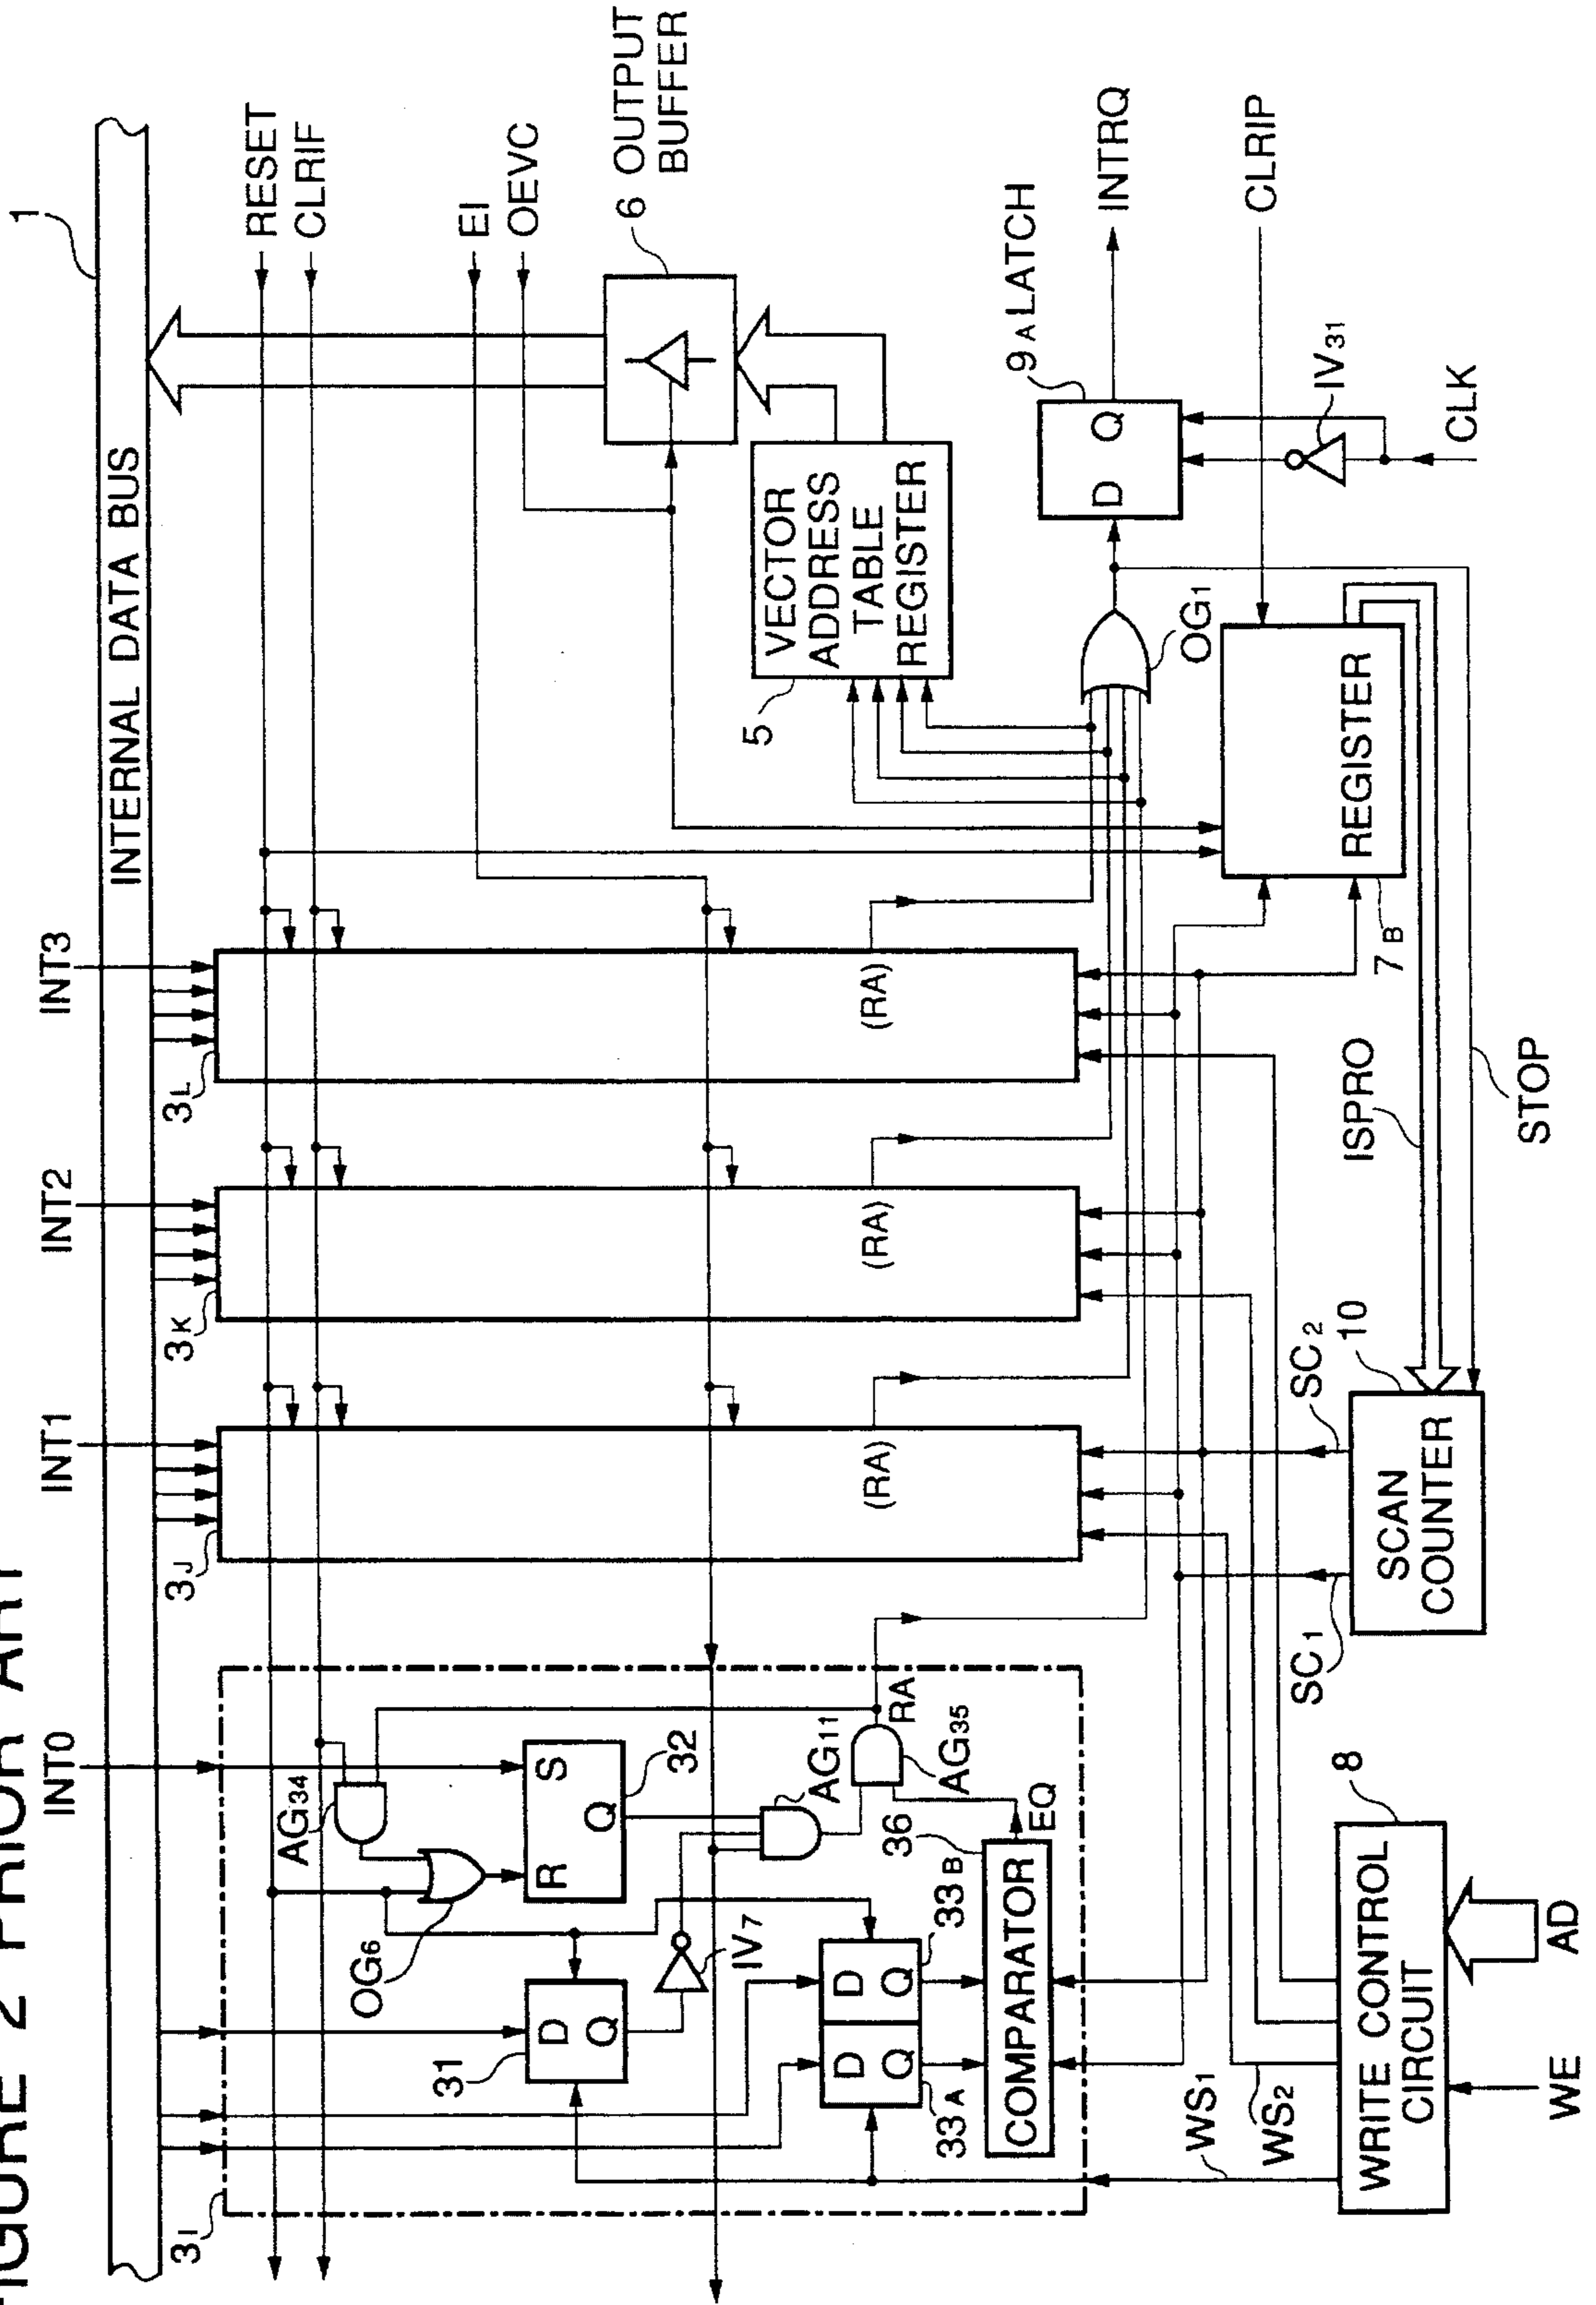 FIGURE 2 PRIOR ART
1
INTERNAL DATA BUS
INT0
INT1
INT2
INT3
RESET
CLRIF
EI
OEVC
6 OUTPUT
BUFFER
3I
3J
3K
3L
AG34
OG6
S
R
Q
32
31
D
Q
IV7
AG11
RA
AG35
(RA)
(RA)
(RA)
D
Q
D
Q
33A
33B
36
EQ
COMPARATOR
5
VECTOR
ADDRESS
TABLE
REGISTER
OG1
9A LATCH
D
Q
INTRQ
IV31
CLK
CLRIP
REGISTER
7B
ISPRO
STOP
SC1
SC2
10
SCAN
COUNTER
WS1
WS2
8
WRITE CONTROL
CIRCUIT
WE
AD